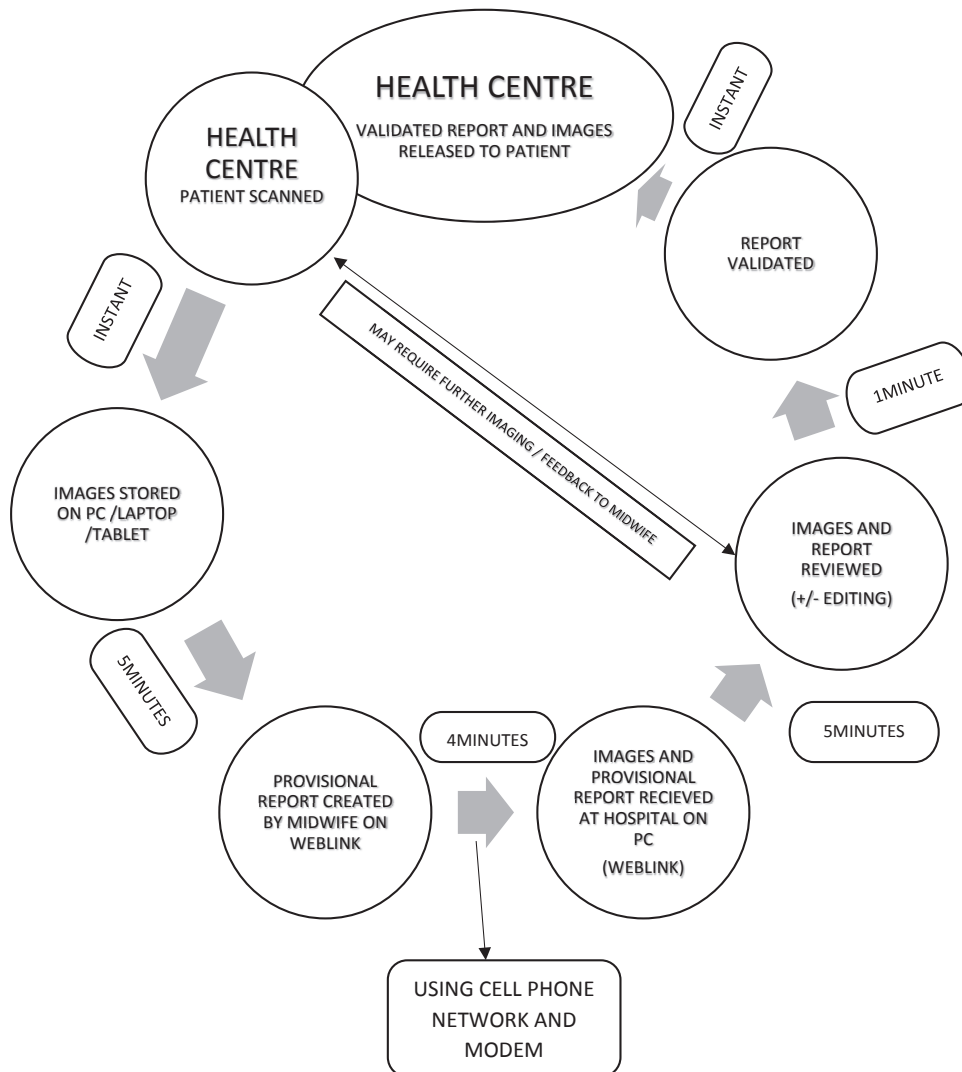 HEALTH CENTRE
VALIDATED REPORT AND IMAGES
RELEASED TO PATIENT
HEALTH
CENTRE
PATIENT SCANNED
INSTANT
IMAGES STORED
ON PC /LAPTOP
/TABLET
5MINUTES
PROVISIONAL
REPORT CREATED
BY MIDWIFE ON
WEBLINK
4MINUTES
USING CELL PHONE
NETWORK AND
MODEM
IMAGES AND
PROVISIONAL
REPORT RECIEVED
AT HOSPITAL ON
PC
(WEBLINK)
5MINUTES
IMAGES AND
REPORT
REVIEWED
(+/- EDITING)
MAY REQUIRE FURTHER IMAGING / FEEDBACK TO MIDWIFE
1MINUTE
REPORT
VALIDATED
INSTANT